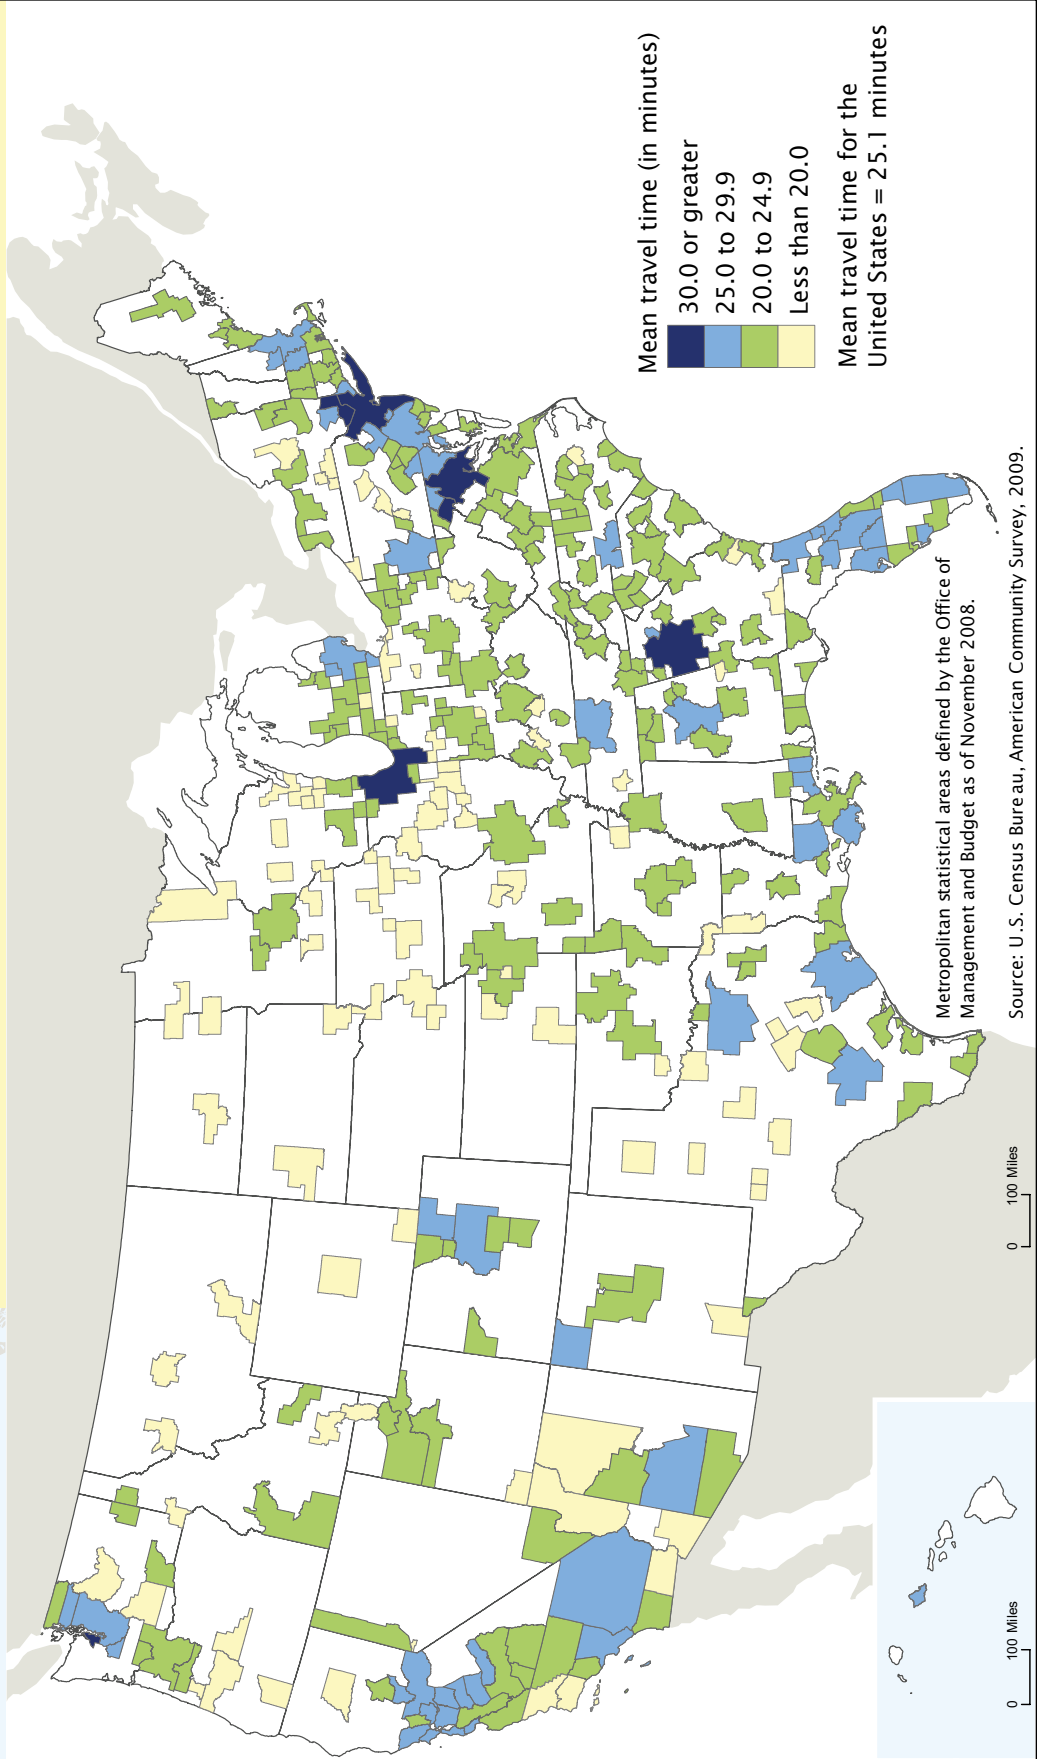 Mean travel time (in minutes)
30.0 or greater
25.0 to 29.9
20.0 to 24.9
Less than 20.0
Mean travel time for the
United States = 25.1 minutes
Metropolitan statistical areas defined by the Office of
Management and Budget as of November 2008.
Source: U.S. Census Bureau, American Community Survey, 2009.
0 100 Miles
0 100 Miles